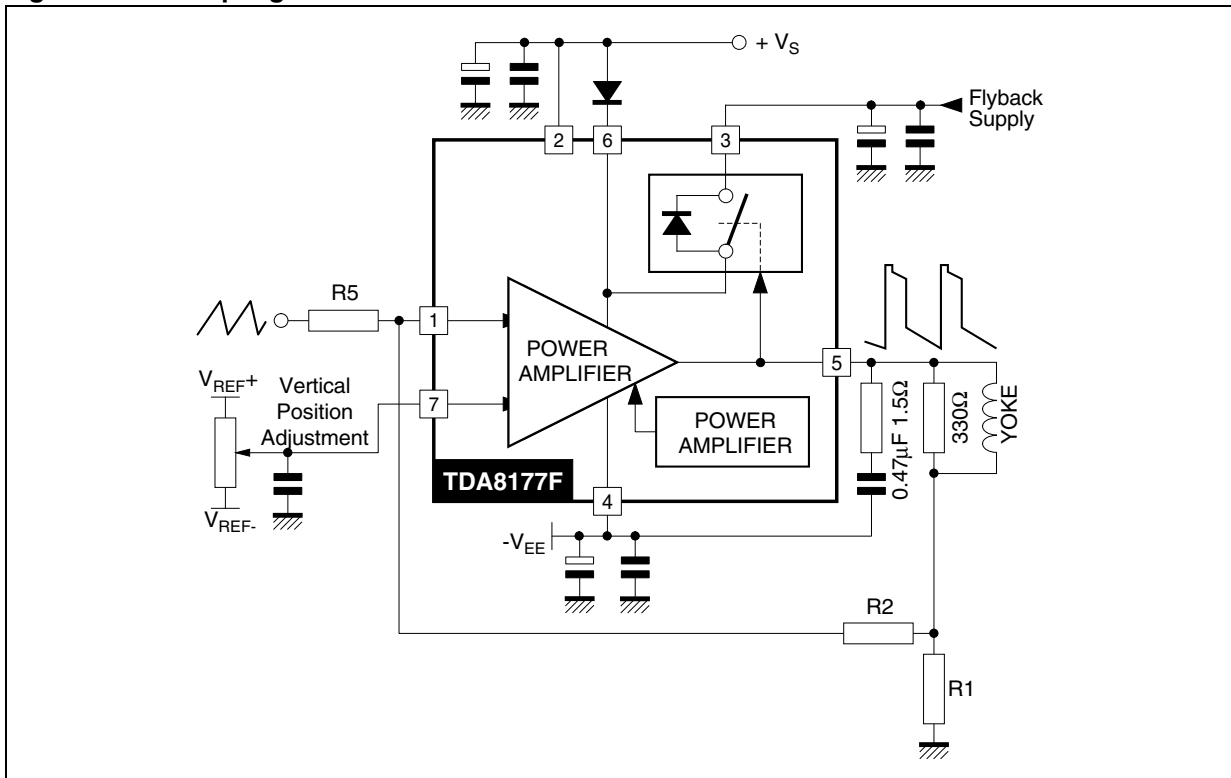 + VS
Flyback
Supply
2
6
3
R5
1
POWER
AMPLIFIER
5
VREF+
Vertical
Position
Adjustment
7
POWER
AMPLIFIER
0.47µF 1.5Ω
330Ω
YOKE
TDA8177F
VREF-
4
-VEE
R2
R1